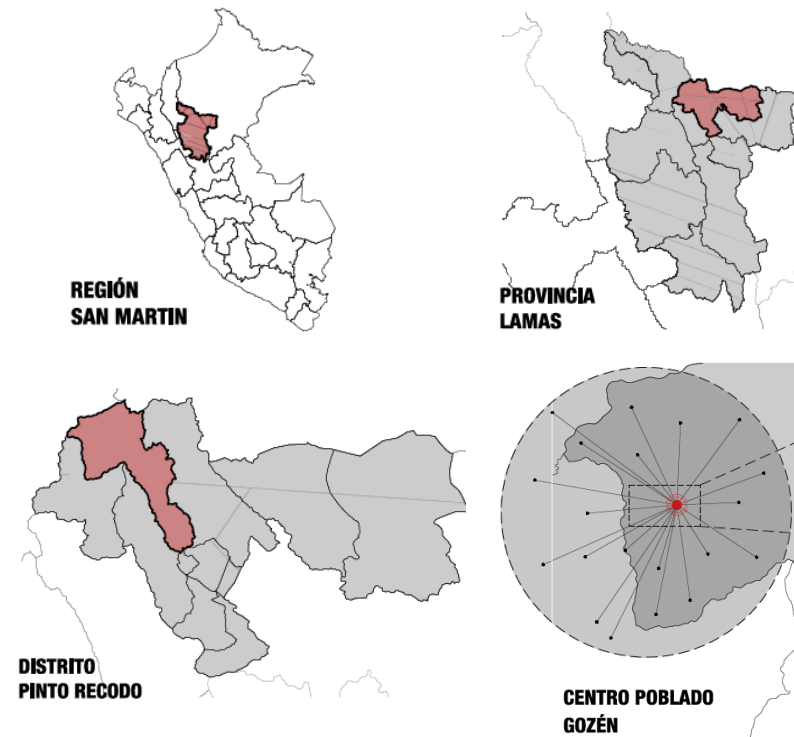 REGIÓN
SAN MARTIN
PROVINCIA
LAMAS
DISTRITO
PINTO RECODO
CENTRO POBLADO
GOZÉN